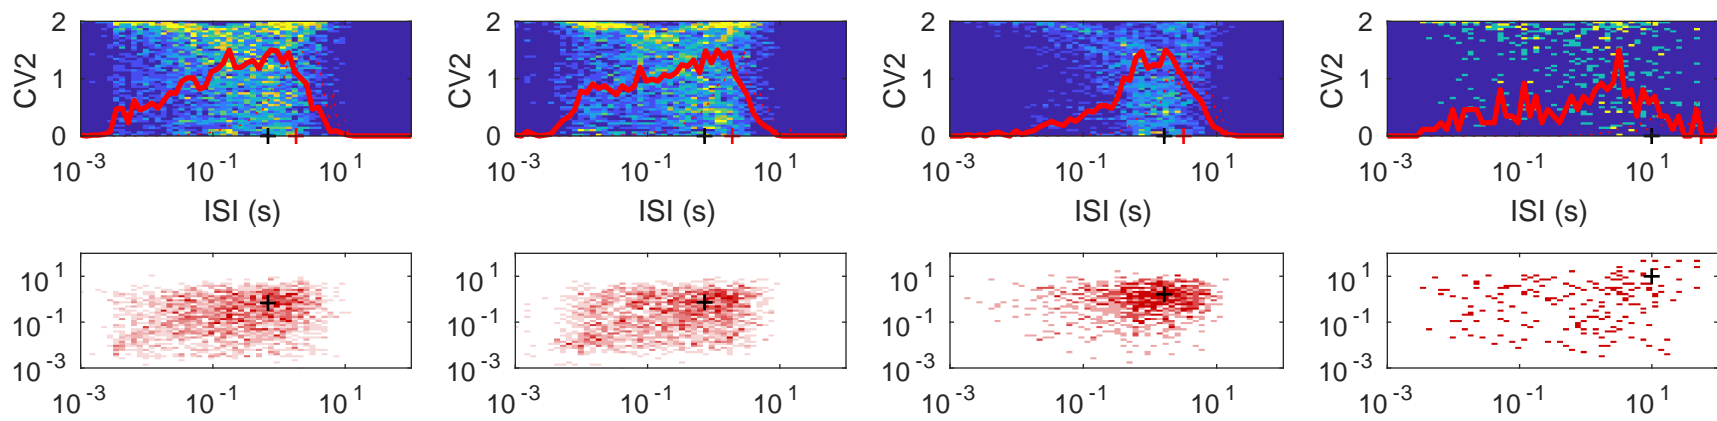 CV2 2 1 0 CV2 2 1 0 CV2 2 1 0 CV2 2 1 0
10^-3 10^-1 10^1 10^-3 10^-1 10^1 10^-3 10^-1 10^1 10^-3 10^-1 10^1
ISI (s) ISI (s) ISI (s) ISI (s)
10^1 10^1 10^1 10^1
10^-1 10^-1 10^-1 10^-1
10^-3 10^-3 10^-3 10^-3
10^-3 10^-1 10^1 10^-3 10^-1 10^1 10^-3 10^-1 10^1 10^-3 10^-1 10^1